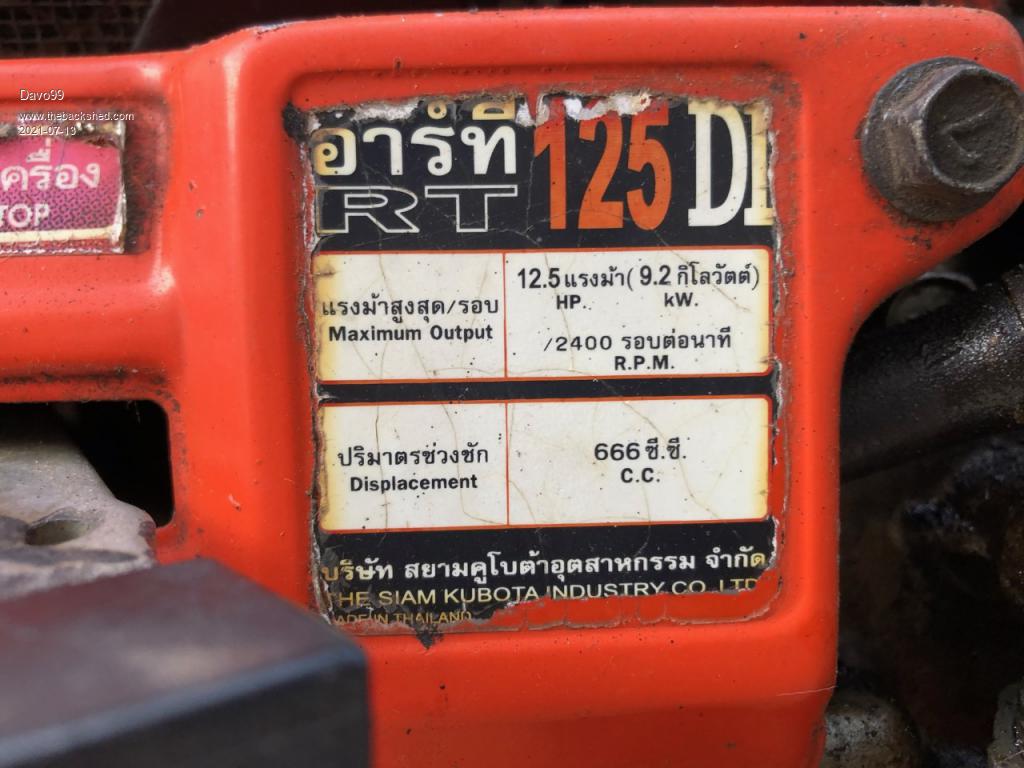 Davo99
www.thebackshed.com
2021-07-13
ครื่อง
TOP
อาร์ที 125 DI
RT
แรงม้าสูงสุด/รอบ
Maximum Output
12.5 แรงม้า ( 9.2 กิโลวัตต์)
HP. kW.
/2400 รอบต่อนาที
R.P.M.
ปริมาตรช่วงชัก
Displacement
666 ซี.ซี.
C.C.
บริษัท สยามคูโบต้าอุตสาหกรรม จำกัด
THE SIAM KUBOTA INDUSTRY CO., LTD
MADE IN THAILAND